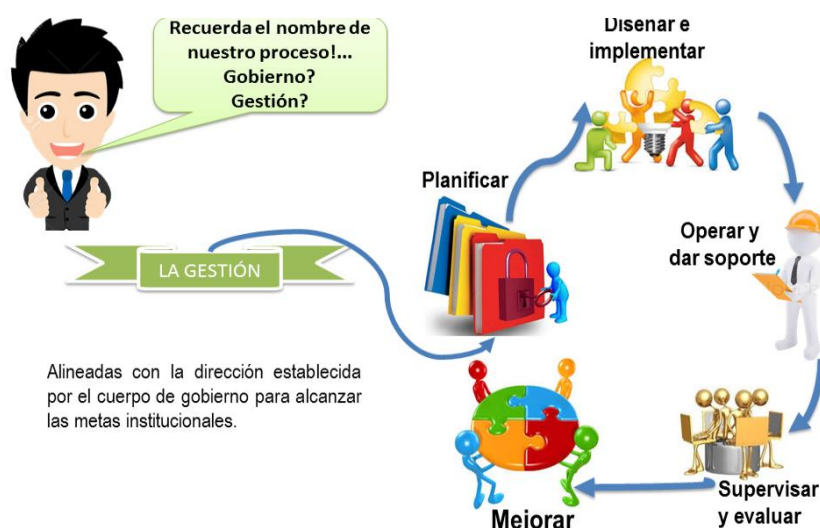 Recuerda el nombre de
nuestro proceso!...
Gobierno?
Gestión?
Diseñar e
implementar
Planificar
Operar y
dar soporte
LA GESTIÓN
Alineadas con la dirección establecida
por el cuerpo de gobierno para alcanzar
las metas institucionales.
Supervisar
y evaluar
Mejorar